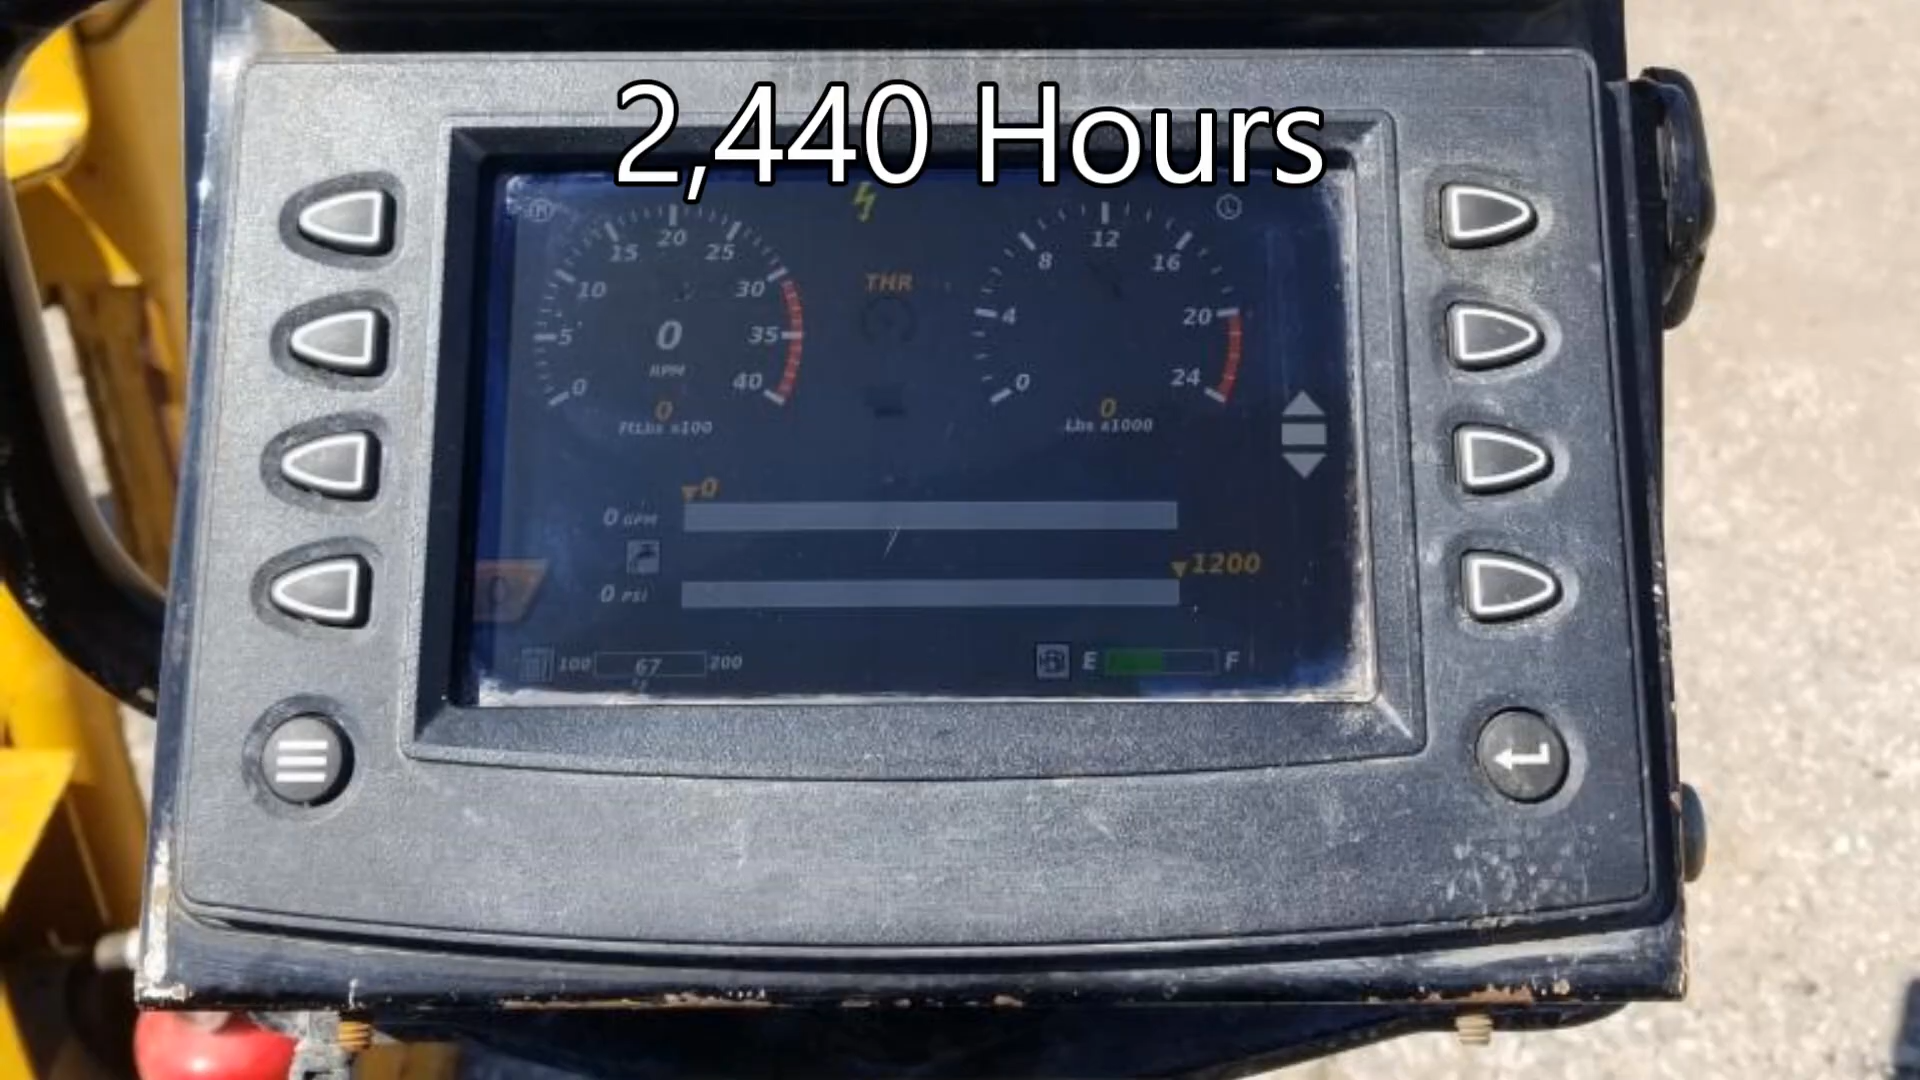 2,440 Hours
15 20 25
10 30
5 35
0 40
0
RPM
0
FtLbs x100
THR
8 12 16
4 20
0 24
0
Lbs x1000
0
0 GPM
1200
0 PSI
100 67 200
E F